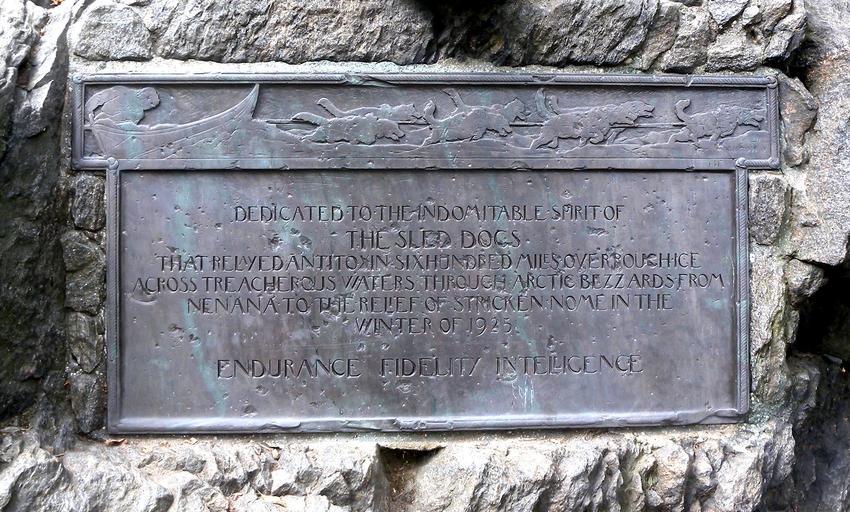 DEDICATED·TO·THE·INDOMITABLE·SPIRIT·OF
THE SLED DOGS
THAT RELAYED ANTITOXIN·SIX HUNDRED MILES·OVER ROUGH·ICE
ACROSS TREACHEROUS WATERS THROUGH ARCTIC BEZZARDS·FROM
NENANA TO THE RELIEF OF STRICKEN NOME IN THE
WINTER OF 1925.
ENDURANCE FIDELITY INTELLIGENCE